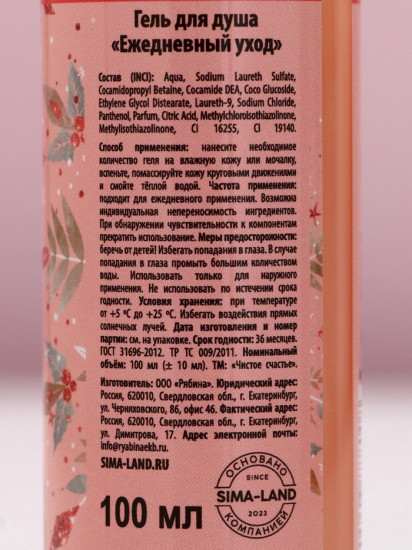 Гель для душа
«Ежедневный уход»
Состав (INCI): Aqua, Sodium Laureth Sulfate,
Cocamidopropyl Betaine, Cocamide DEA, Coco Glucoside,
Ethylene Glycol Distearate, Laureth-9, Sodium Chloride,
Panthenol, Parfum, Citric Acid, Methylchloroisothiazolinone,
Methylisothiazolinone, CI 16255, CI 19140.
Способ применения: нанесите необходимое
количество геля на влажную кожу или мочалку,
вспеньте, помассируйте кожу круговыми движениями
и смойте тёплой водой. Частота применения:
подходит для ежедневного применения. Возможна
индивидуальная непереносимость ингредиентов.
При обнаружении чувствительности к компонентам
прекратить использование. Меры предосторожности:
беречь от детей! Избегать попадания в глаза. В случае
попадания в глаза промыть большим количеством
воды. Использовать только для наружного
применения. Не использовать по истечении срока
годности. Условия хранения: при температуре
от +5 °С до +25 °С. Избегать воздействия прямых
солнечных лучей. Дата изготовления и номер
партии: см. на упаковке. Срок годности: 36 месяцев.
ГОСТ 31696-2012. ТР ТС 009/2011. Номинальный
объём: 100 мл (± 10 мл). ТМ: «Чистое счастье».
Изготовитель: ООО «Рябина». Юридический адрес:
Россия, 620010, Свердловская обл., г. Екатеринбург,
ул. Черняховского, 86, офис 46. Фактический адрес:
Россия, 620010, Свердловская обл., г. Екатеринбург,
ул. Димитрова, 17. Адрес электронной почты:
info@ryabinaekb.ru.
SIMA-LAND.RU
100 мл
ОСНОВАНО
SINCE
SIMA-LAND
2023
КОМПАНИЕЙ